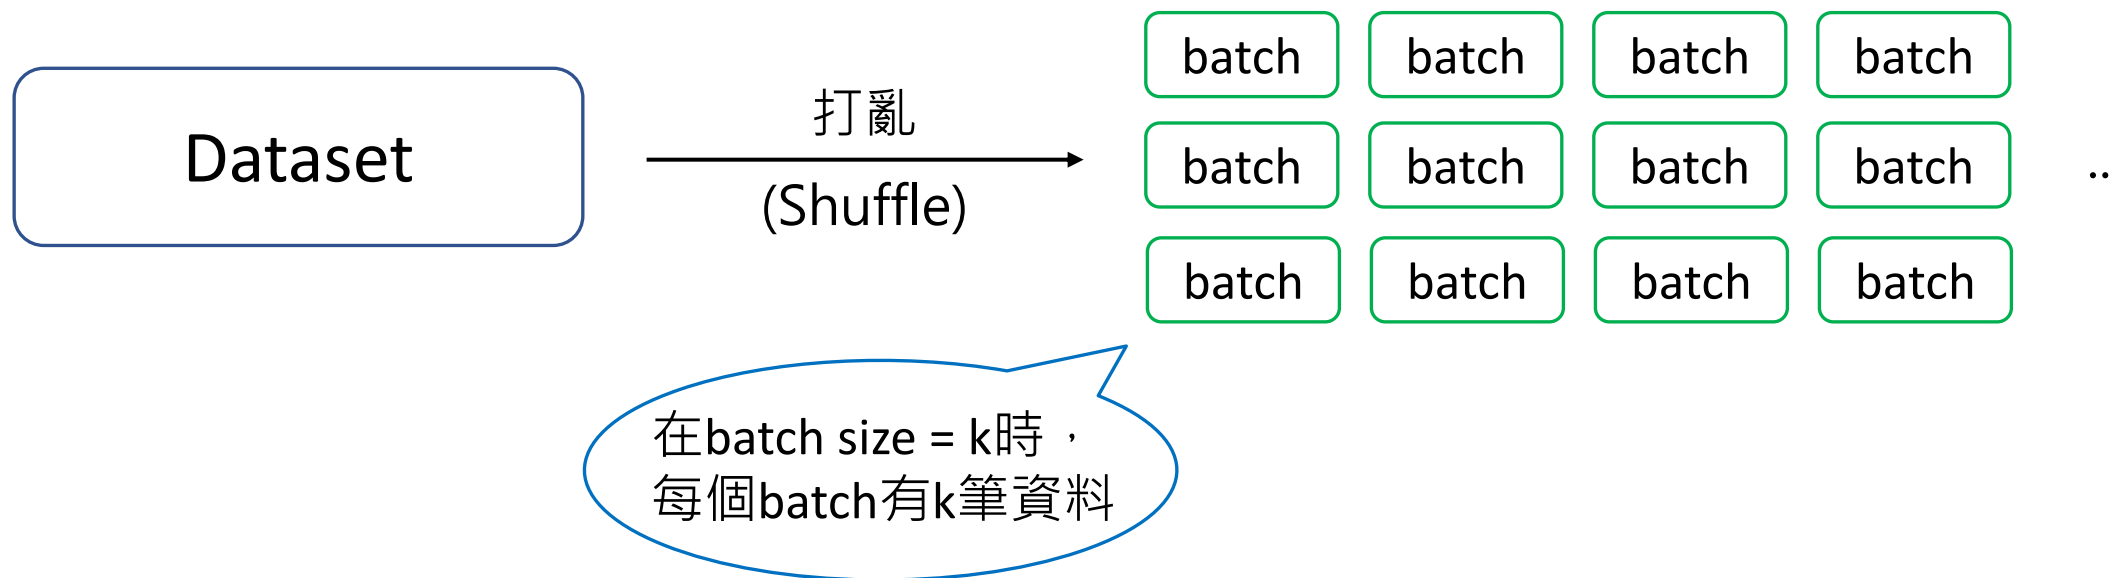 Dataset
打亂
(Shuffle)
batch batch batch batch
batch batch batch batch ..
batch batch batch batch
在batch size = k時，
每個batch有k筆資料